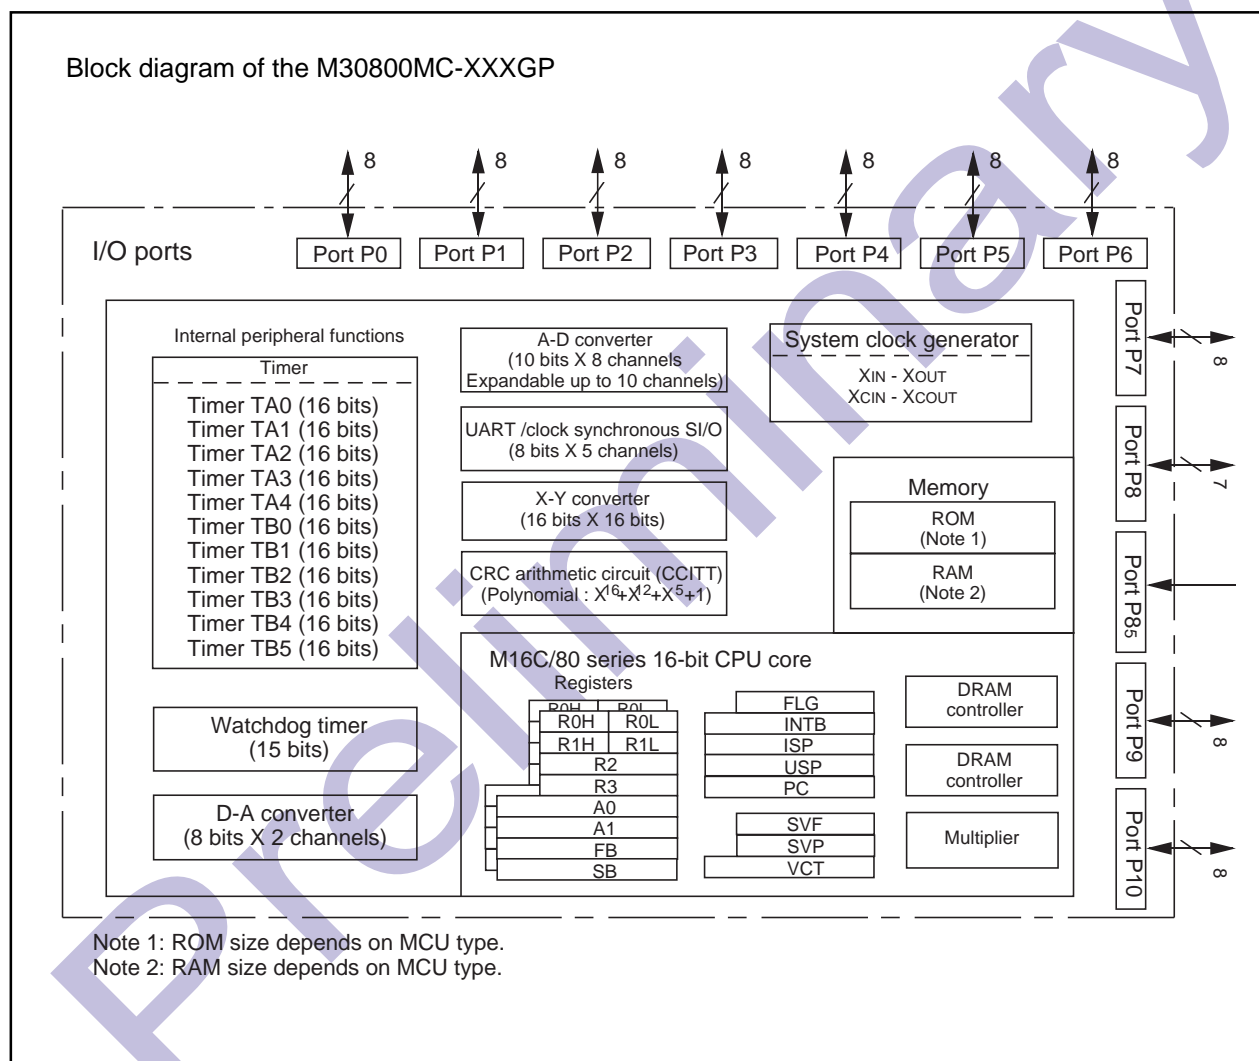 Block diagram of the M30800MC-XXXGP
8 8 8 8 8 8 8
I/O ports
Port P0 Port P1 Port P2 Port P3 Port P4 Port P5 Port P6
Internal peripheral functions
Timer
Timer TA0 (16 bits)
Timer TA1 (16 bits)
Timer TA2 (16 bits)
Timer TA3 (16 bits)
Timer TA4 (16 bits)
Timer TB0 (16 bits)
Timer TB1 (16 bits)
Timer TB2 (16 bits)
Timer TB3 (16 bits)
Timer TB4 (16 bits)
Timer TB5 (16 bits)
Watchdog timer
(15 bits)
D-A converter
(8 bits X 2 channels)
A-D converter
(10 bits X 8 channels
Expandable up to 10 channels)
UART /clock synchronous SI/O
(8 bits X 5 channels)
X-Y converter
(16 bits X 16 bits)
CRC arithmetic circuit (CCITT)
(Polynomial : X16+X12+X5+1)
System clock generator
XIN - XOUT
XCIN - XCOUT
Memory
ROM
(Note 1)
RAM
(Note 2)
M16C/80 series 16-bit CPU core
Registers
R0H R0L
R0H R0L
R1H R1L
R2
R3
A0
A1
FB
SB
FLG
INTB
ISP
USP
PC
SVF
SVP
VCT
DRAM
controller
DRAM
controller
Multiplier
Port P7
8
Port P8
7
Port P85
Port P9
8
Port P10
8
Note 1: ROM size depends on MCU type.
Note 2: RAM size depends on MCU type.
Preliminary